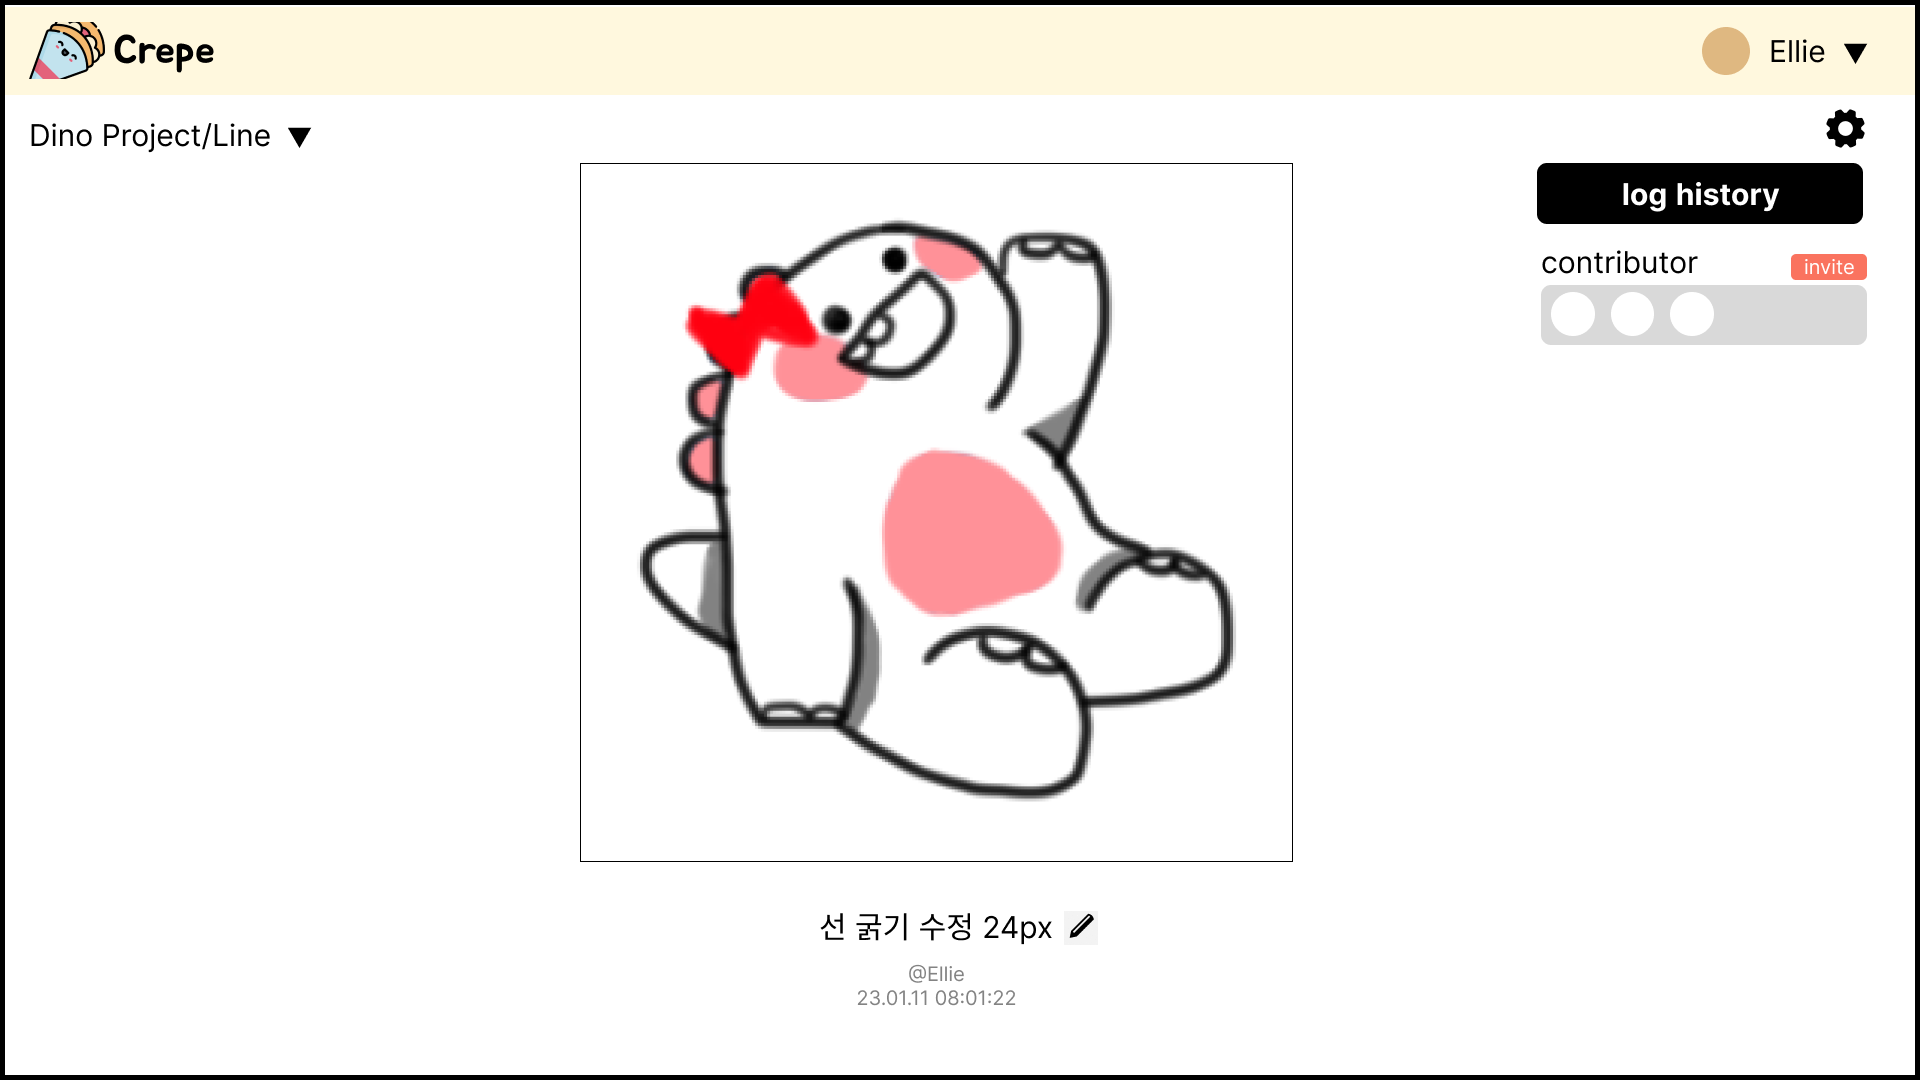 Crepe
Ellie ▼
Dino Project/Line ▼
log history
contributor
invite
선 굵기 수정 24px
@Ellie
23.01.11 08:01:22